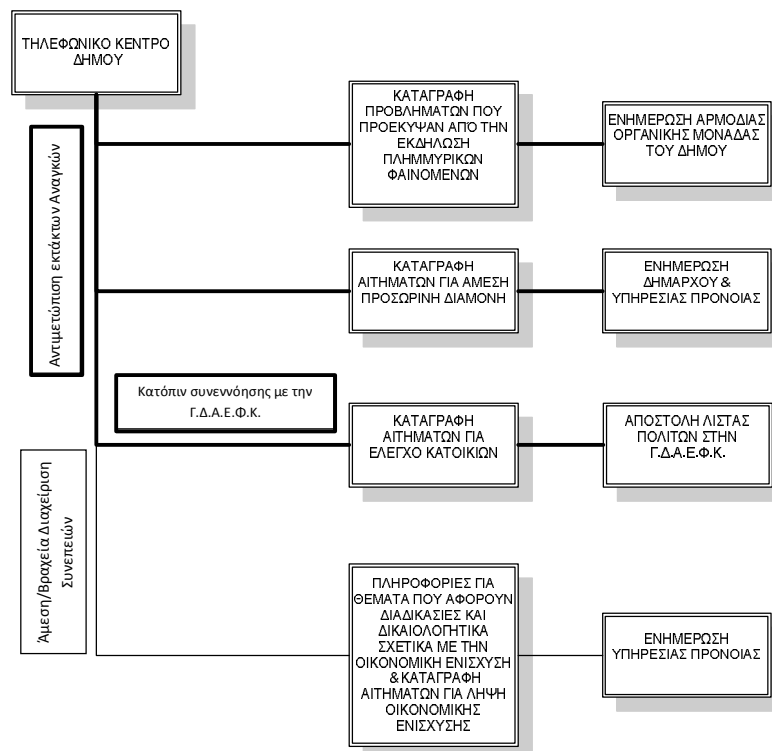 ΤΗΛΕΦΩΝΙΚΟ ΚΕΝΤΡΟ
ΔΗΜΟΥ
Αντιμετώπιση εκτάκτων Αναγκών
ΚΑΤΑΓΡΑΦΗ
ΠΡΟΒΛΗΜΑΤΩΝ ΠΟΥ
ΠΡΟΕΚΥΨΑΝ ΑΠΌ ΤΗΝ
ΕΚΔΗΛΩΣΗ
ΠΛΗΜΜΥΡΙΚΩΝ
ΦΑΙΝΟΜΕΝΩΝ
ΕΝΗΜΕΡΩΣΗ ΑΡΜΟΔΙΑΣ
ΟΡΓΑΝΙΚΗΣ ΜΟΝΑΔΑΣ
ΤΟΥ ΔΗΜΟΥ
ΚΑΤΑΓΡΑΦΗ
ΑΙΤΗΜΑΤΩΝ ΓΙΑ ΑΜΕΣΗ
ΠΡΟΣΩΡΙΝΗ ΔΙΑΜΟΝΗ
ΕΝΗΜΕΡΩΣΗ
ΔΗΜΑΡΧΟΥ &
ΥΠΗΡΕΣΙΑΣ ΠΡΟΝΟΙΑΣ
Κατόπιν συνεννόησης με την
Γ.Δ.Α.Ε.Φ.Κ.
ΚΑΤΑΓΡΑΦΗ
ΑΙΤΗΜΑΤΩΝ ΓΙΑ
ΕΛΕΓΧΟ ΚΑΤΟΙΚΙΩΝ
ΑΠΟΣΤΟΛΗ ΛΙΣΤΑΣ
ΠΟΛΙΤΩΝ ΣΤΗΝ
Γ.Δ.Α.Ε.Φ.Κ.
Άμεση/Βραχεία Διαχείριση
Συνεπειών
ΠΛΗΡΟΦΟΡΙΕΣ ΓΙΑ
ΘΕΜΑΤΑ ΠΟΥ ΑΦΟΡΟΥΝ
ΔΙΑΔΙΚΑΣΙΕΣ ΚΑΙ
ΔΙΚΑΙΟΛΟΓΗΤΙΚΑ
ΣΧΕΤΙΚΑ ΜΕ ΤΗΝ
ΟΙΚΟΝΟΜΙΚΗ ΕΝΙΣΧΥΣΗ
& ΚΑΤΑΓΡΑΦΗ
ΑΙΤΗΜΑΤΩΝ ΓΙΑ ΛΗΨΗ
ΟΙΚΟΝΟΜΙΚΗΣ
ΕΝΙΣΧΥΣΗΣ
ΕΝΗΜΕΡΩΣΗ
ΥΠΗΡΕΣΙΑΣ ΠΡΟΝΟΙΑΣ